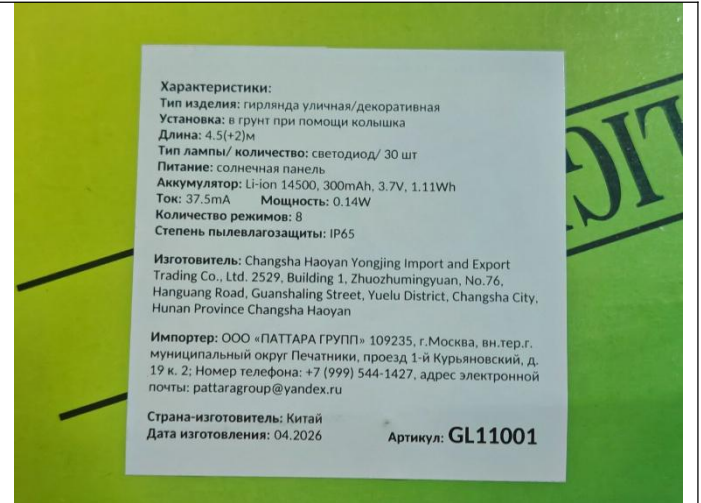 Характеристики:
Тип изделия: гирлянда уличная/декоративная
Установка: в грунт при помощи колышка
Длина: 4.5(+2)м
Тип лампы/ количество: светодиод/ 30 шт
Питание: солнечная панель
Аккумулятор: Li-ion 14500, 300mAh, 3.7V, 1.11Wh
Ток: 37.5mA Мощность: 0.14W
Количество режимов: 8
Степень пылевлагозащиты: IP65
Изготовитель: Changsha Haoyan Yongjing Import and Export
Trading Co., Ltd. 2529, Building 1, Zhuozhumingyuan, No.76,
Hanguang Road, Guanshaling Street, Yuelu District, Changsha City,
Hunan Province Changsha Haoyan
Импортер: ООО «ПАТТАРА ГРУПП» 109235, г.Москва, вн.тер.г.
муниципальный округ Печатники, проезд 1-й Курьяновский, д.
19 к. 2; Номер телефона: +7 (999) 544-1427, адрес электронной
почты: pattaragroup@yandex.ru
Страна-изготовитель: Китай
Дата изготовления: 04.2026 Артикул: GL11001